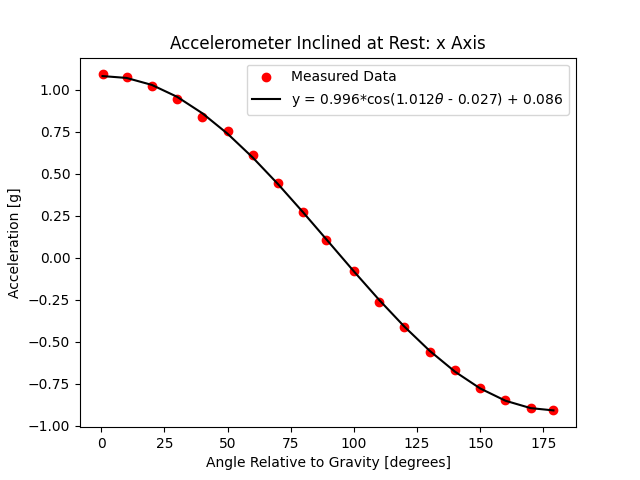 Accelerometer Inclined at Rest: x Axis
Measured Data
y = 0.996*cos(1.012θ - 0.027) + 0.086
1.00
0.75
0.50
0.25
0.00
−0.25
−0.50
−0.75
−1.00
Acceleration [g]
0 25 50 75 100 125 150 175
Angle Relative to Gravity [degrees]